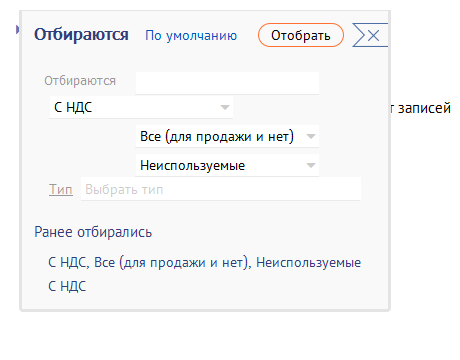 Отбираются По умолчанию Отобрать
Отбираются
С НДС
т записей
Все (для продажи и нет)
Неиспользуемые
Тип Выбрать тип
Ранее отбирались
С НДС, Все (для продажи и нет), Неиспользуемые
С НДС